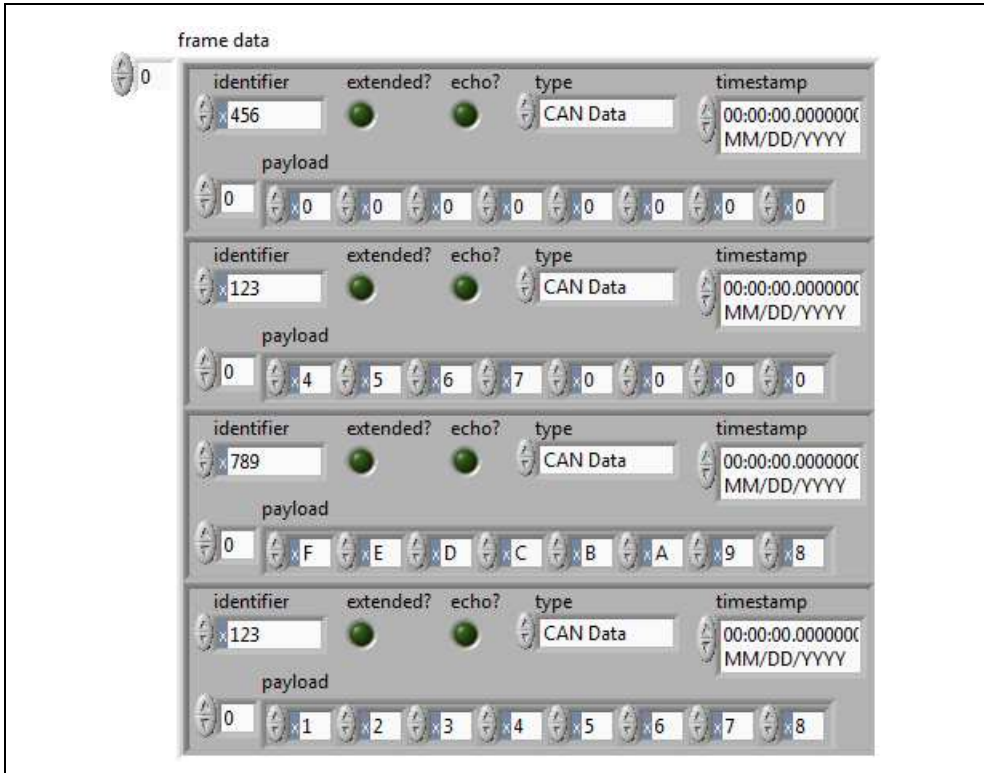 frame data
0
identifier extended? echo? type timestamp
x456 CAN Data 00:00:00.0000000
MM/DD/YYYY
payload
0 x0 x0 x0 x0 x0 x0 x0 x0
identifier extended? echo? type timestamp
x123 CAN Data 00:00:00.0000000
MM/DD/YYYY
payload
0 x4 x5 x6 x7 x0 x0 x0 x0
identifier extended? echo? type timestamp
x789 CAN Data 00:00:00.0000000
MM/DD/YYYY
payload
0 xF xE xD xC xB xA x9 x8
identifier extended? echo? type timestamp
x123 CAN Data 00:00:00.0000000
MM/DD/YYYY
payload
0 x1 x2 x3 x4 x5 x6 x7 x8